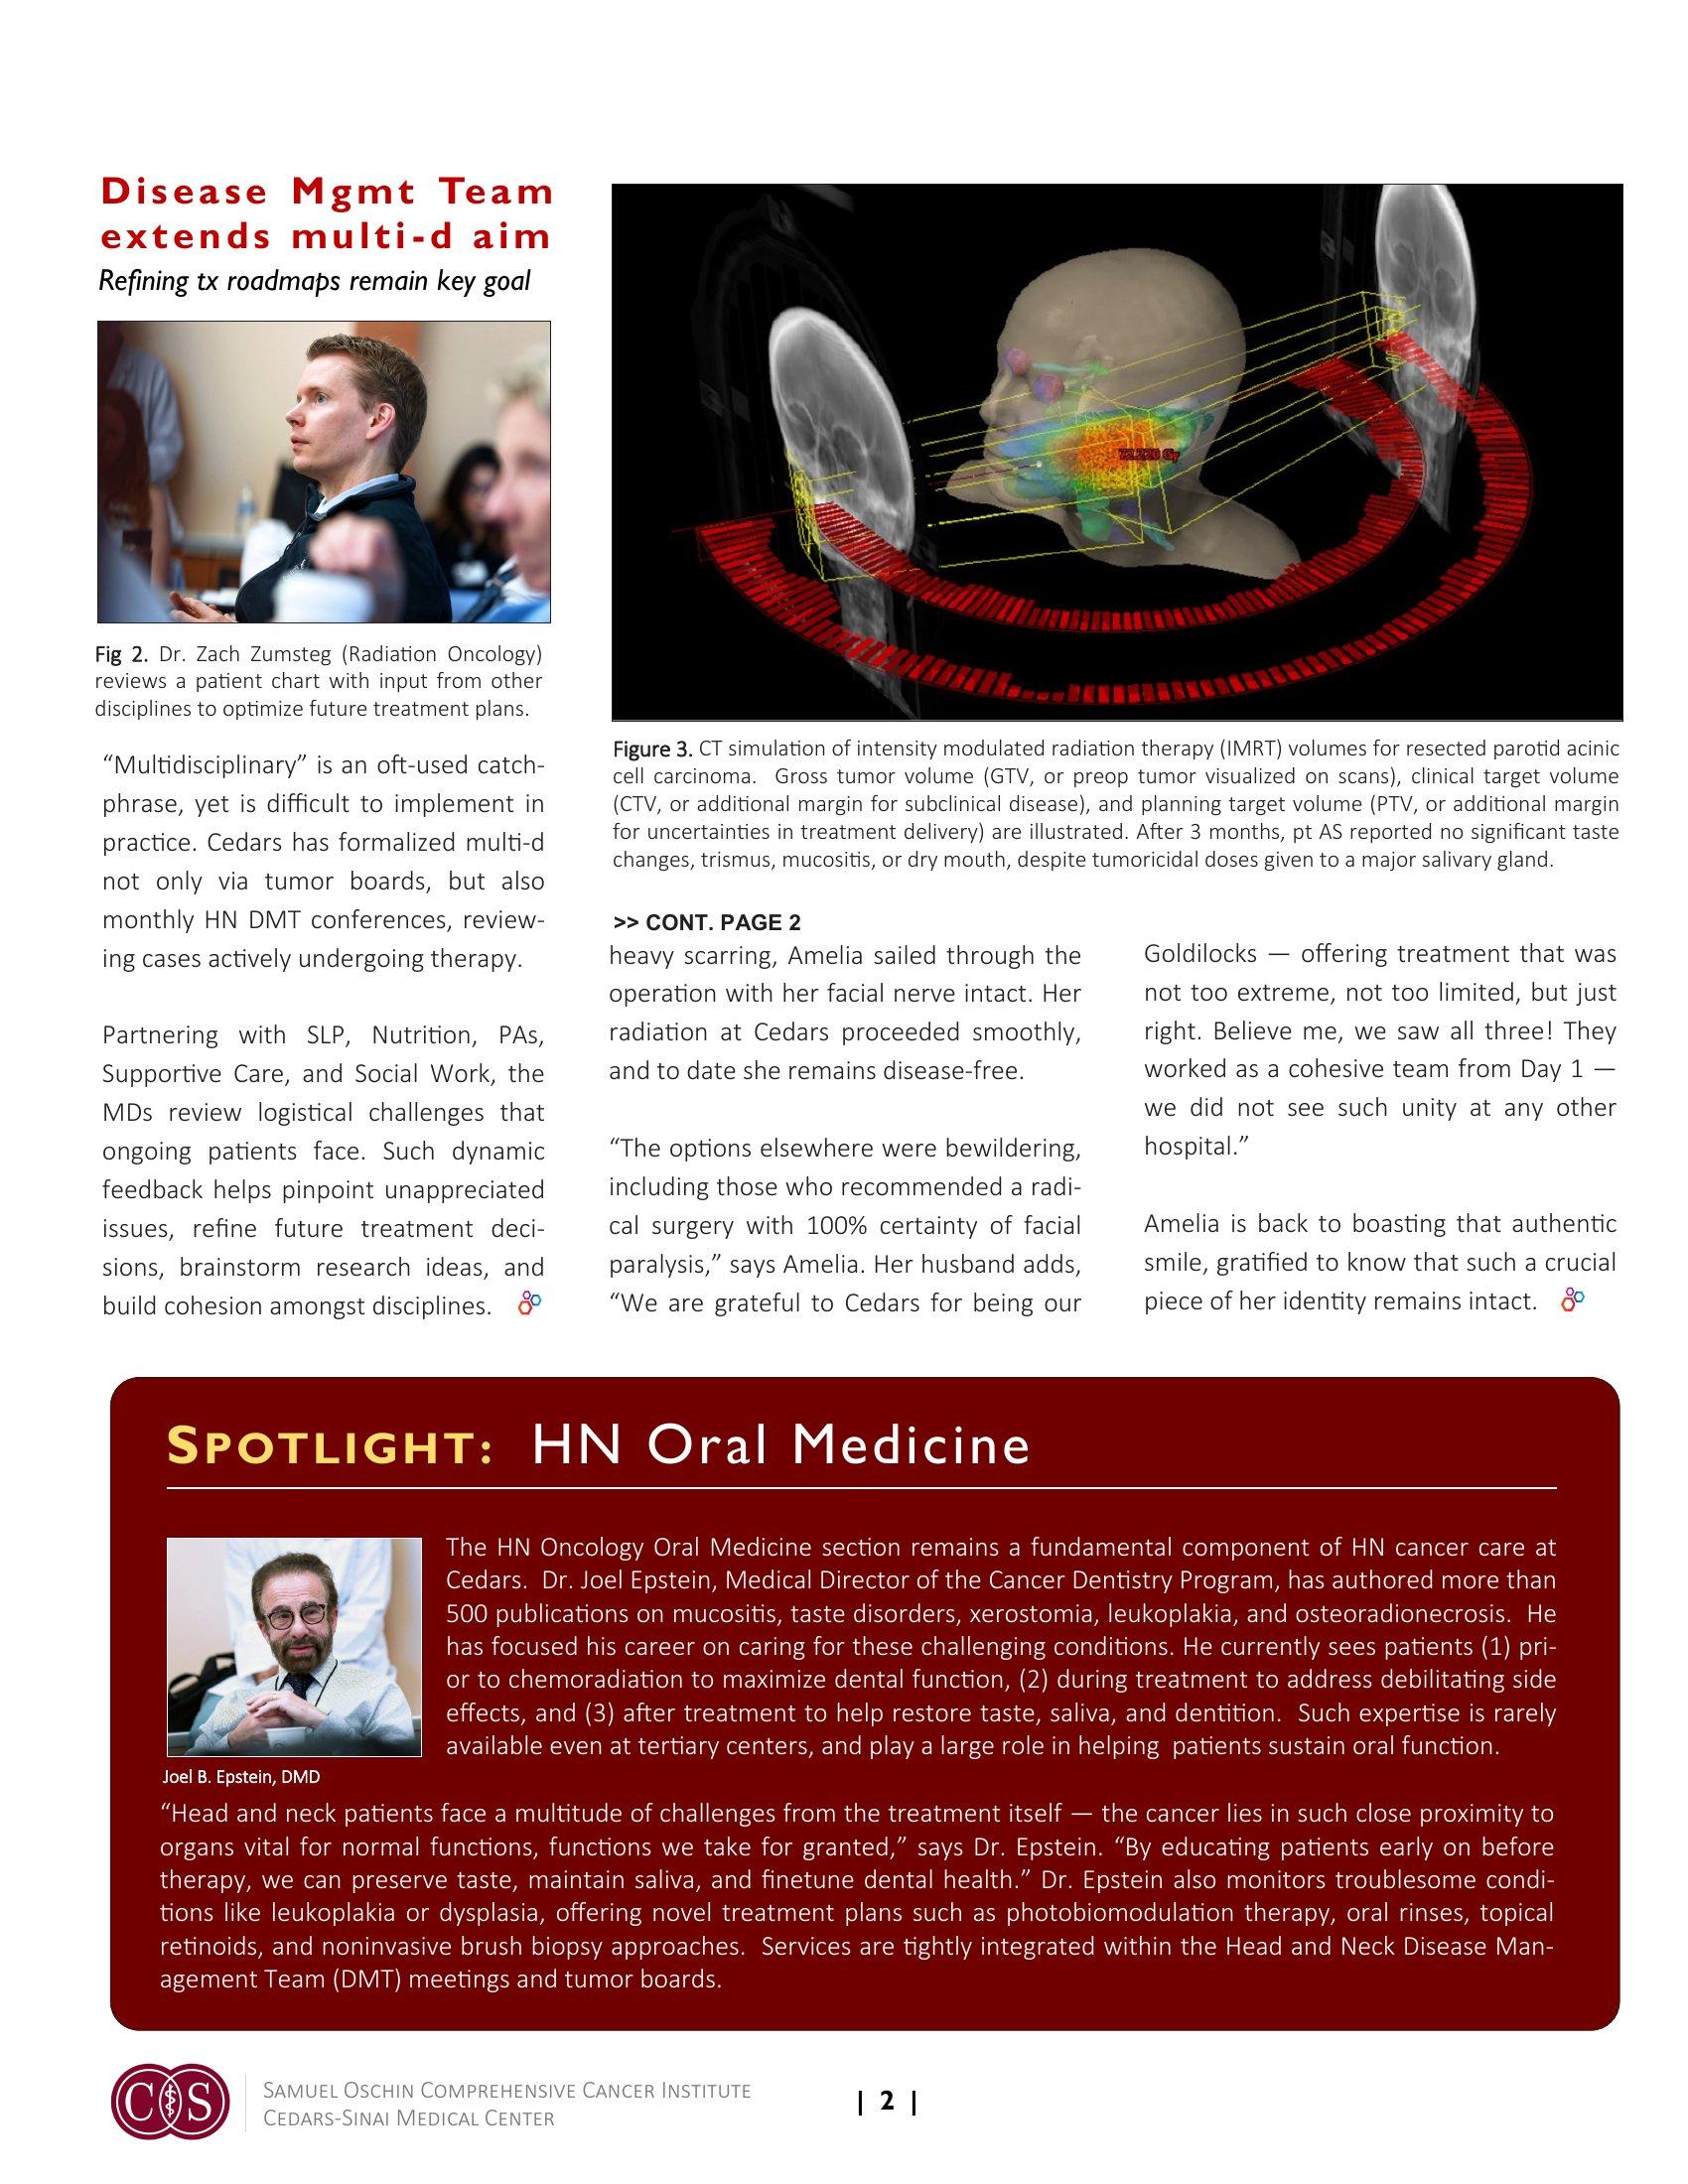 Disease Mgmt Team
extends multi-d aim
Refining tx roadmaps remain key goal
Fig 2. Dr. Zach Zumsteg (Radiation Oncology)
reviews a patient chart with input from other
disciplines to optimize future treatment plans.
“Multidisciplinary” is an oft-used catch-
phrase, yet is difficult to implement in
practice. Cedars has formalized multi-d
not only via tumor boards, but also
monthly HN DMT conferences, review-
ing cases actively undergoing therapy.
Partnering with SLP, Nutrition, PAs,
Supportive Care, and Social Work, the
MDs review logistical challenges that
ongoing patients face. Such dynamic
feedback helps pinpoint unappreciated
issues, refine future treatment deci-
sions, brainstorm research ideas, and
build cohesion amongst disciplines.
72.220 Gy
Figure 3. CT simulation of intensity modulated radiation therapy (IMRT) volumes for resected parotid acinic
cell carcinoma.  Gross tumor volume (GTV, or preop tumor visualized on scans), clinical target volume
(CTV, or additional margin for subclinical disease), and planning target volume (PTV, or additional margin
for uncertainties in treatment delivery) are illustrated. After 3 months, pt AS reported no significant taste
changes, trismus, mucositis, or dry mouth, despite tumoricidal doses given to a major salivary gland.
>> CONT. PAGE 2
heavy scarring, Amelia sailed through the
operation with her facial nerve intact. Her
radiation at Cedars proceeded smoothly,
and to date she remains disease-free.
“The options elsewhere were bewildering,
including those who recommended a radi-
cal surgery with 100% certainty of facial
paralysis,” says Amelia. Her husband adds,
“We are grateful to Cedars for being our
Goldilocks — offering treatment that was
not too extreme, not too limited, but just
right. Believe me, we saw all three! They
worked as a cohesive team from Day 1 —
we did not see such unity at any other
hospital.”
Amelia is back to boasting that authentic
smile, gratified to know that such a crucial
piece of her identity remains intact.
SPOTLIGHT:  HN Oral Medicine
The HN Oncology Oral Medicine section remains a fundamental component of HN cancer care at
Cedars.  Dr. Joel Epstein, Medical Director of the Cancer Dentistry Program, has authored more than
500 publications on mucositis, taste disorders, xerostomia, leukoplakia, and osteoradionecrosis.  He
has focused his career on caring for these challenging conditions. He currently sees patients (1) pri-
or to chemoradiation to maximize dental function, (2) during treatment to address debilitating side
effects, and (3) after treatment to help restore taste, saliva, and dentition.  Such expertise is rarely
available even at tertiary centers, and play a large role in helping  patients sustain oral function.
Joel B. Epstein, DMD
“Head and neck patients face a multitude of challenges from the treatment itself — the cancer lies in such close proximity to
organs vital for normal functions, functions we take for granted,” says Dr. Epstein. “By educating patients early on before
therapy, we can preserve taste, maintain saliva, and finetune dental health.” Dr. Epstein also monitors troublesome condi-
tions like leukoplakia or dysplasia, offering novel treatment plans such as photobiomodulation therapy, oral rinses, topical
retinoids, and noninvasive brush biopsy approaches.  Services are tightly integrated within the Head and Neck Disease Man-
agement Team (DMT) meetings and tumor boards.
CS
SAMUEL OSCHIN COMPREHENSIVE CANCER INSTITUTE
CEDARS-SINAI MEDICAL CENTER
| 2 |